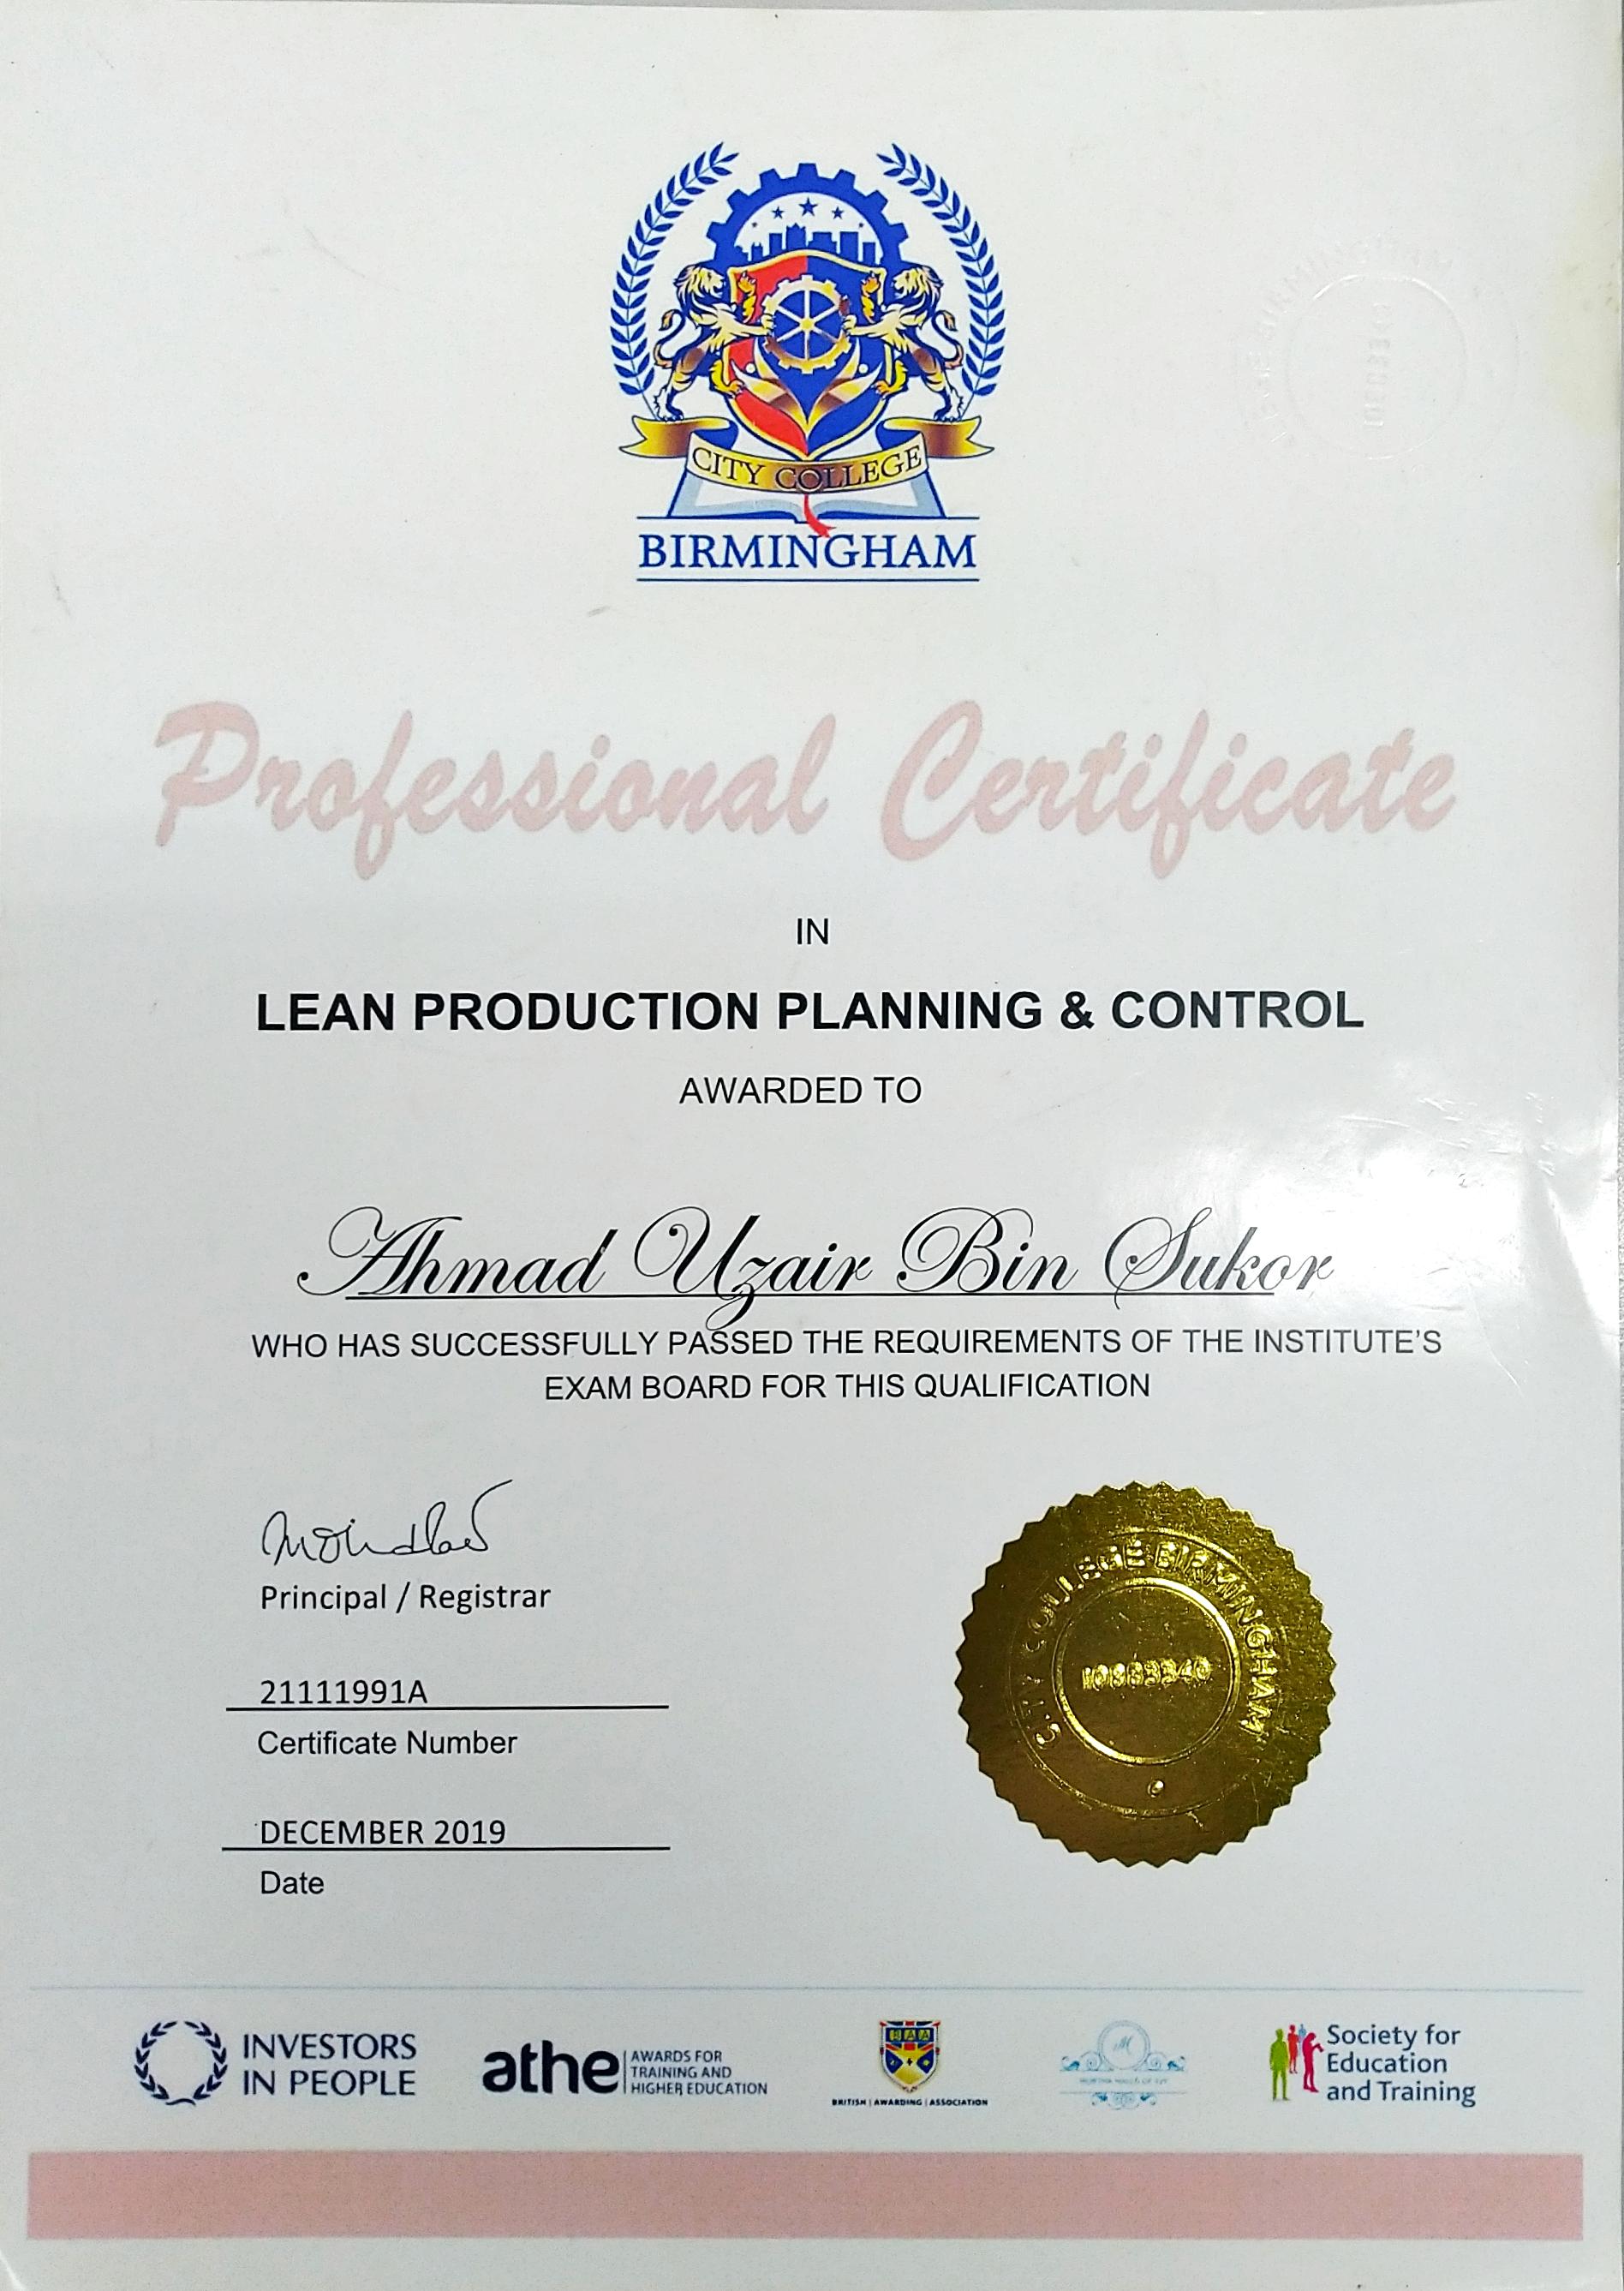 CITY COLLEGE
BIRMINGHAM
Professional Certificate
IN
LEAN PRODUCTION PLANNING & CONTROL
AWARDED TO
Ahmad Uzair Bin Sukor
WHO HAS SUCCESSFULLY PASSED THE REQUIREMENTS OF THE INSTITUTE'S
EXAM BOARD FOR THIS QUALIFICATION
Principal / Registrar
21111991A
Certificate Number
DECEMBER 2019
Date
CITY COLLEGE BIRMINGHAM
INVESTORS
IN PEOPLE
athe
AWARDS FOR
TRAINING AND
HIGHER EDUCATION
BAA
BRITISH | AWARDING | ASSOCIATION
M
Society for
Education
and Training